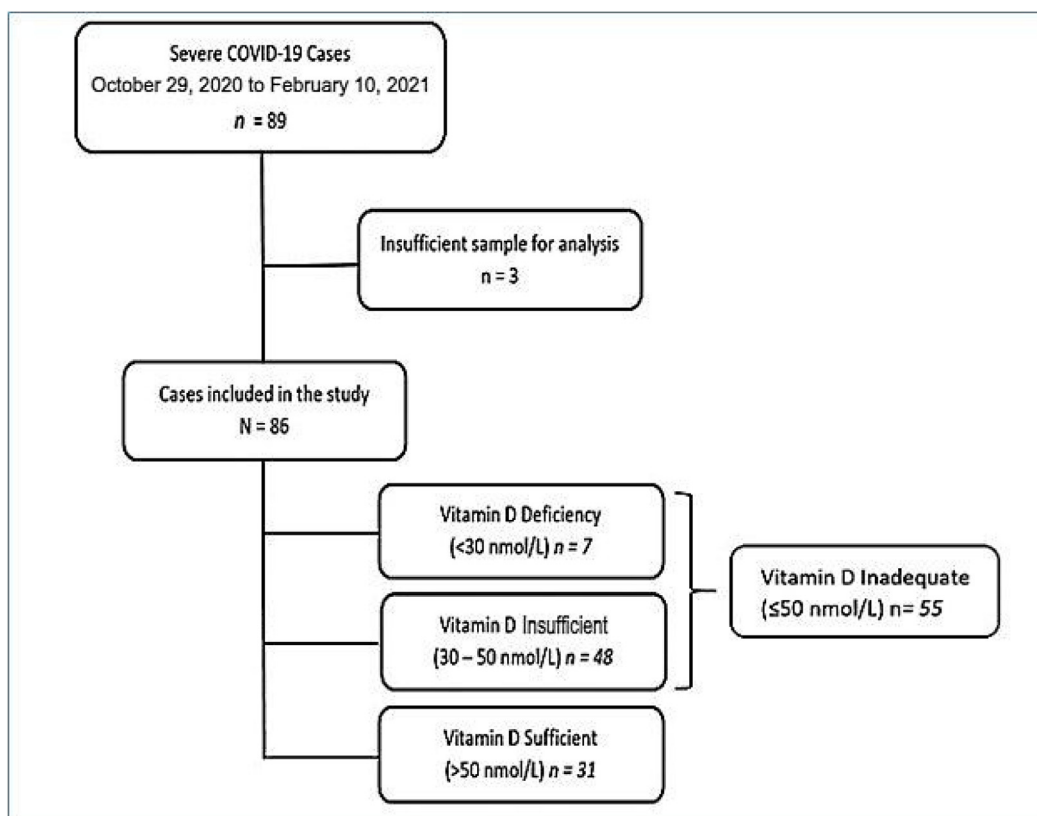 Severe COVID-19 Cases
October 29, 2020 to February 10, 2021
n = 89
Insufficient sample for analysis
n = 3
Cases included in the study
N = 86
Vitamin D Deficiency
(<30 nmol/L) n = 7
Vitamin D Insufficient
(30 – 50 nmol/L) n = 48
Vitamin D Inadequate
(≤50 nmol/L) n= 55
Vitamin D Sufficient
(>50 nmol/L) n = 31